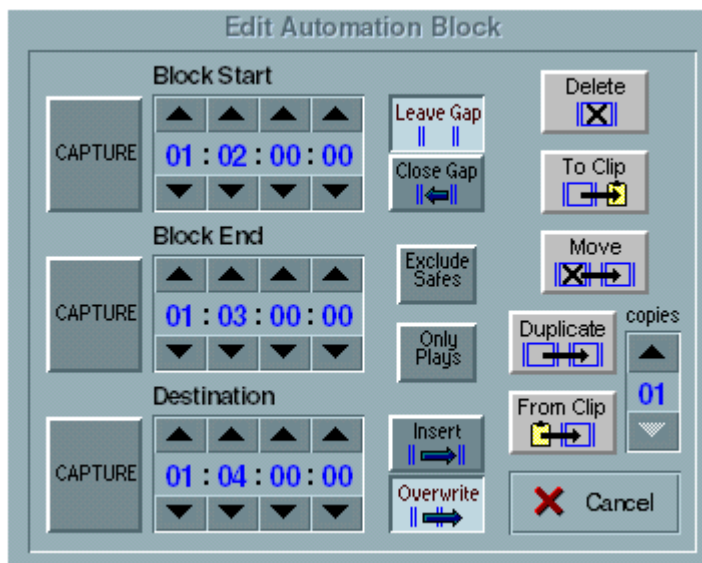 Edit Automation Block
Block Start
CAPTURE
01 : 02 : 00 : 00
Leave Gap
Close Gap
Delete
To Clip
Block End
CAPTURE
01 : 03 : 00 : 00
Exclude
Safes
Only
Plays
Move
Duplicate
copies
01
From Clip
Destination
CAPTURE
01 : 04 : 00 : 00
Insert
Overwrite
Cancel